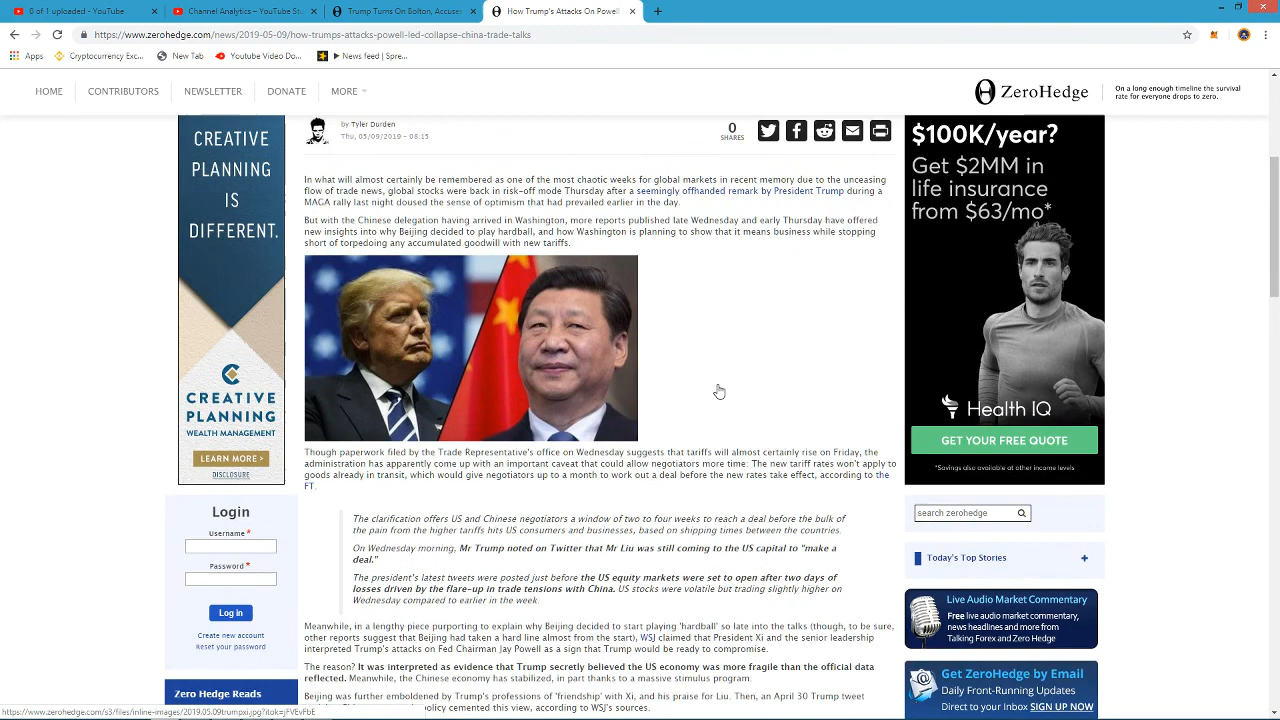 0 of 1 uploaded - YouTube
Channel Analytics - YouTube Stu
Trump Turns On Bolton, Accuses
How Trump's Attacks On Powell
https://www.zerohedge.com/news/2019-05-09/how-trumps-attacks-powell-led-collapse-china-trade-talks
Apps
Cryptocurrency Exc...
New Tab
Youtube Video Do...
News feed | Spre...
HOME
CONTRIBUTORS
NEWSLETTER
DONATE
MORE
ZeroHedge
On a long enough timeline the survival
rate for everyone drops to zero.
CREATIVE
PLANNING
IS
DIFFERENT.
CREATIVE
PLANNING
WEALTH MANAGEMENT
LEARN MORE >
DISCLOSURE
by Tyler Durden
Thu, 05/09/2019 - 08:15
0
SHARES
In what will almost certainly be remembered as one of the most chaotic weeks for global markets in recent memory due to the unceasing
flow of trade news, global stocks were back in risk-off mode Thursday after a seemingly offhanded remark by President Trump during a
MAGA rally last night doused the sense of optimism that had prevailed earlier in the day.
But with the Chinese delegation having arrived in Washington, more reports published late Wednesday and early Thursday have offered
new insights into why Beijing decided to play hardball, and how Washington is planning to show that it means business while stopping
short of torpedoing any accumulated goodwill with new tariffs.
Though paperwork filed by the Trade Representative's office on Wednesday suggests that tariffs will almost certainly rise on Friday, the
administration has apparently come up with an important caveat that could allow negotiators more time: The new tariff rates won't apply to
goods already in transit, which would give negotiators up to a month to work out a deal before the new rates take effect, according to the
FT.
The clarification offers US and Chinese negotiators a window of two to four weeks to reach a deal before the bulk of
the pain from the higher tariffs hits US consumers and businesses, based on shipping times between the countries.
On Wednesday morning, Mr Trump noted on Twitter that Mr Liu was still coming to the US capital to "make a
deal."
The president's latest tweets were posted just before the US equity markets were set to open after two days of
losses driven by the flare-up in trade tensions with China. US stocks were volatile but trading slightly higher on
Wednesday compared to earlier in the week.
Meanwhile, in a lengthy piece purporting to explain why Beijing decided to start playing 'hardball' so late into the talks (though, to be sure,
other reports suggest that Beijing had taken a hard line almost from the start), WSJ claimed that President Xi and the senior leadership
interpreted Trump's attacks on Fed Chairman Jay Powell as a sign that Trump would be ready to compromise.
The reason? It was interpreted as evidence that Trump secretly believed the US economy was more fragile than the official data
reflected. Meanwhile, the Chinese economy has stabilized, in part thanks to a massive stimulus program.
Beijing was further emboldened by Trump's professions of 'friendship' with Xi, and his praise for Liu. Then, an April 30 Trump tweet
policy cemented this view, according to WSJ's sources.
Login
Username *
Password *
Log in
Create new account
Reset your password
Zero Hedge Reads
https://www.zerohedge.com/s3/files/inline-images/2019.05.09trumpxi.jpg?itok=jFVEvFbE
$100K/year?
Get $2MM in
life insurance
from $63/mo*
Health IQ
GET YOUR FREE QUOTE
*Savings also available at other income levels
search zerohedge
Today's Top Stories
Live Audio Market Commentary
Free live audio market commentary,
news headlines and more from
Talking Forex and Zero Hedge
Get ZeroHedge by Email
Daily Front-Running Updates
Direct to your Inbox SIGN UP NOW